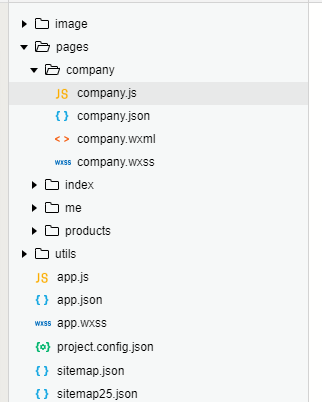 image
pages
company
JS company.js
{ } company.json
< > company.wxml
wxss company.wxss
index
me
products
utils
JS app.js
{ } app.json
wxss app.wxss
{o} project.config.json
{ } sitemap.json
{ } sitemap25.json